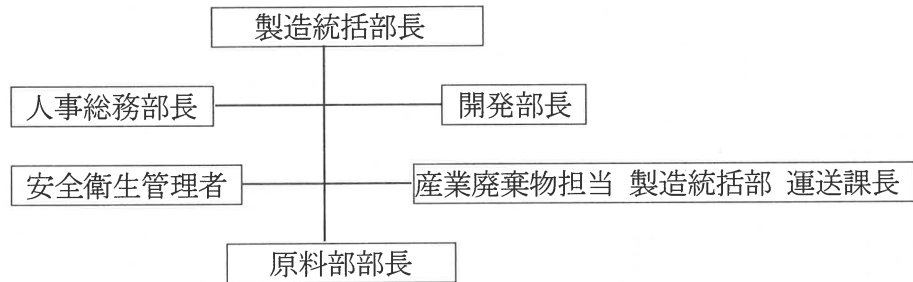 製造統括部長
人事総務部長
開発部長
安全衛生管理者
産業廃棄物担当 製造統括部 運送課長
原料部部長